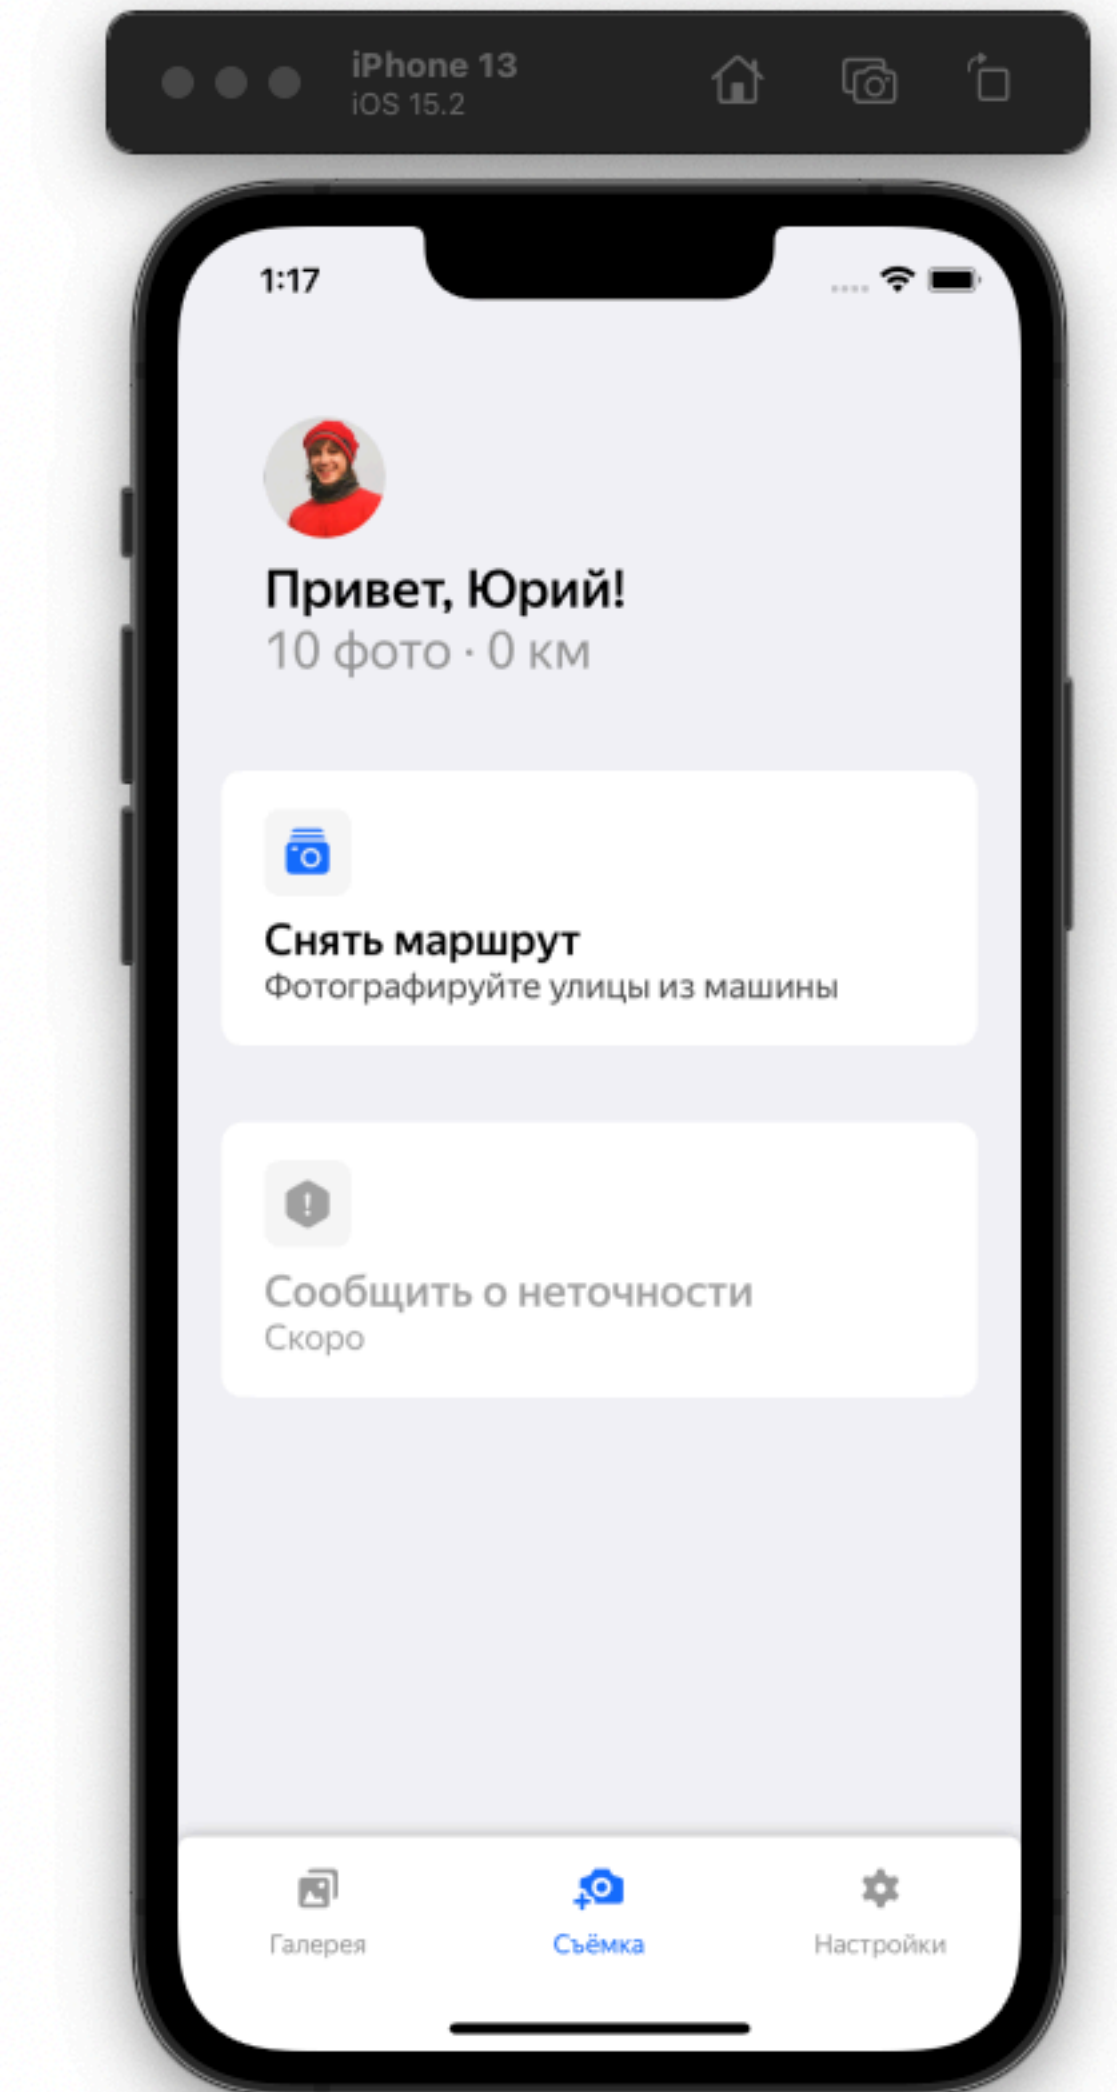 iPhone 13
iOS 15.2
1:17
Привет, Юрий!
10 фото · 0 км
Снять маршрут
Фотографируйте улицы из машины
Сообщить о неточности
Скоро
Галерея
Съёмка
Настройки